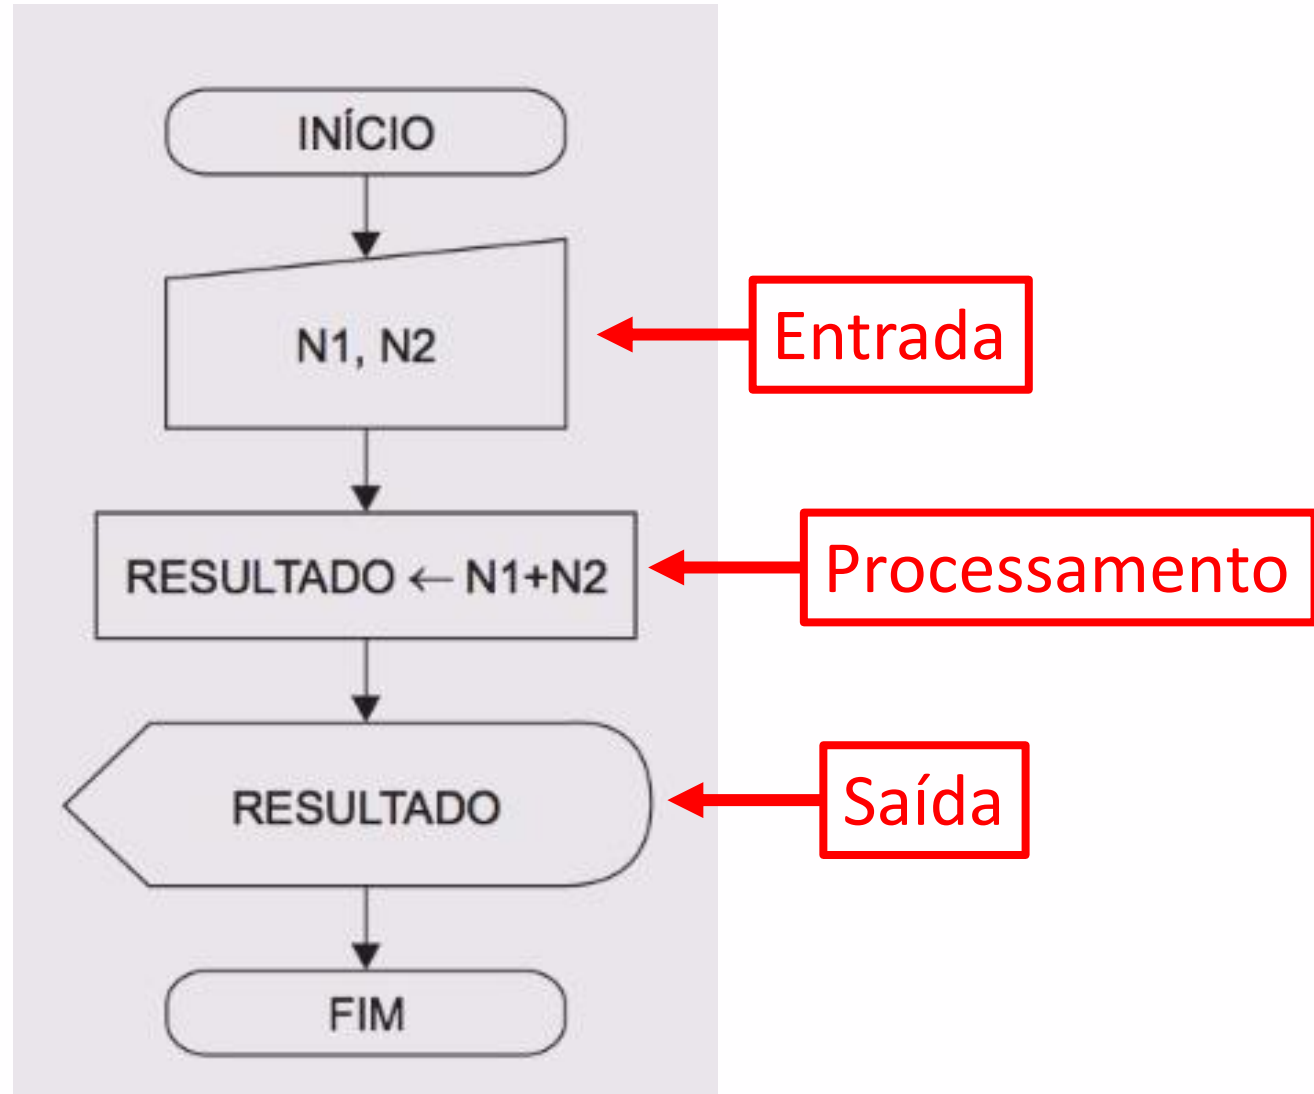 INÍCIO
N1, N2
Entrada
RESULTADO ← N1+N2
Processamento
RESULTADO
Saída
FIM